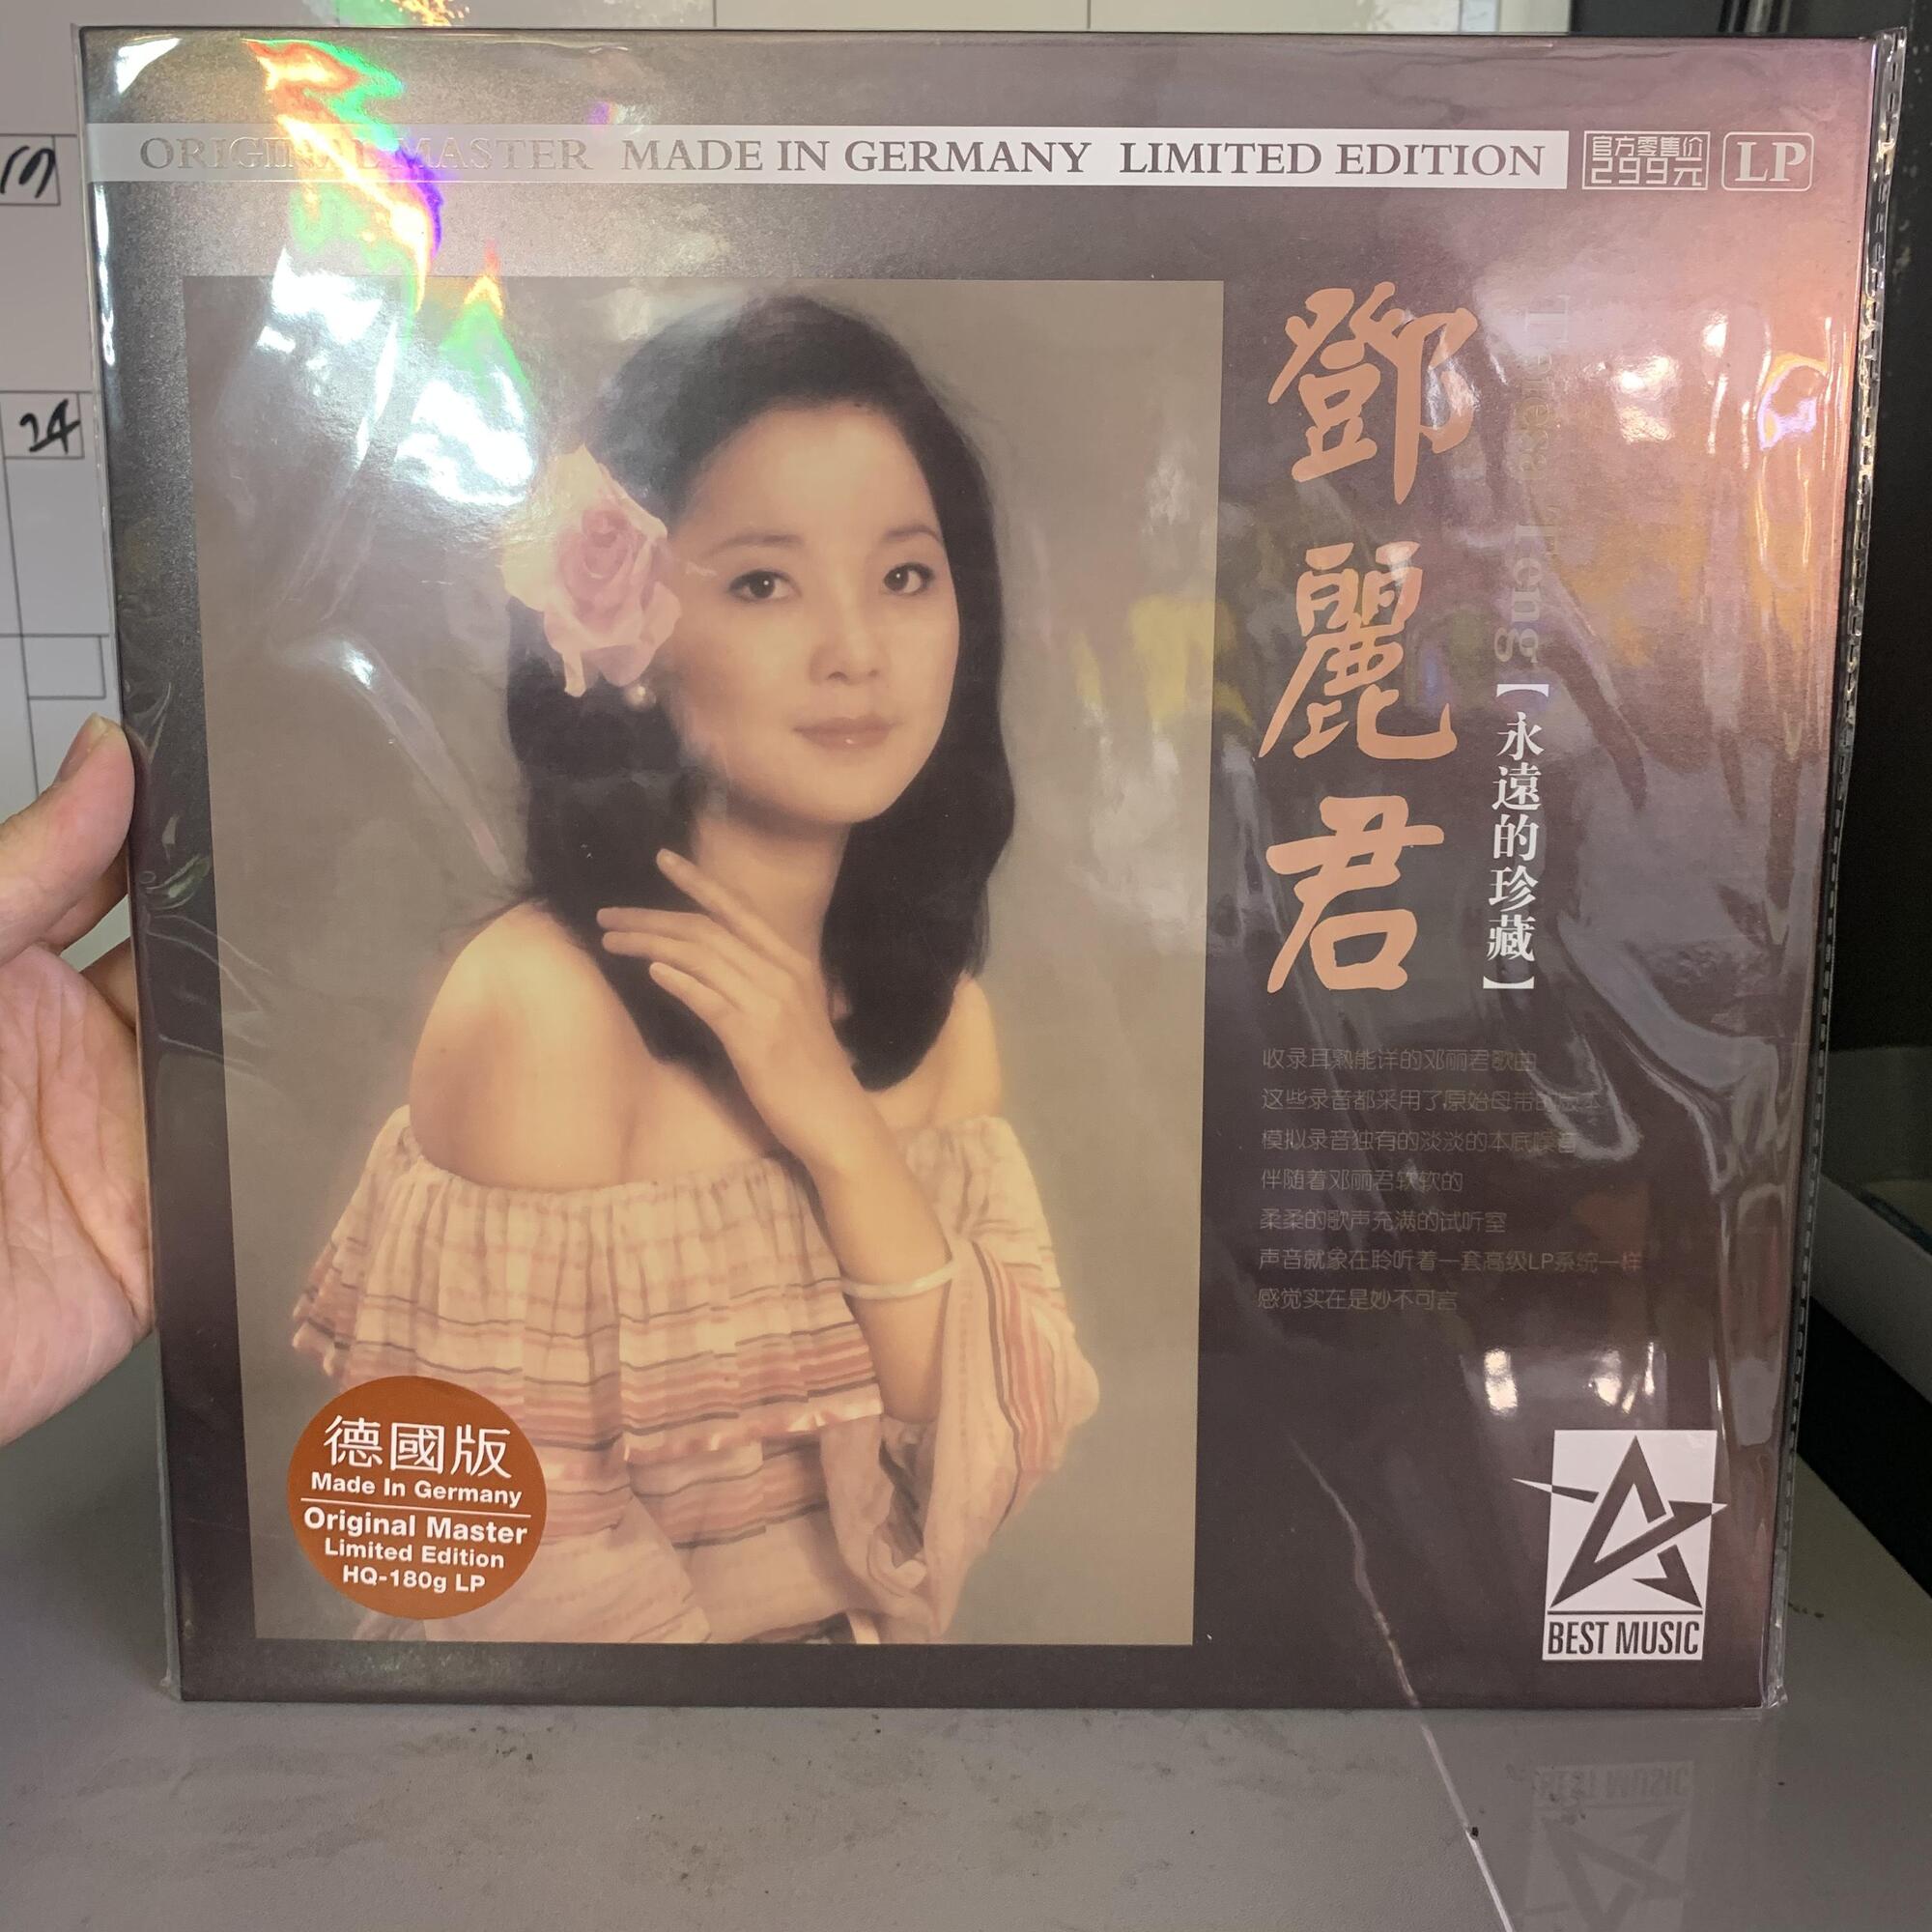 ORIGINAL MASTER MADE IN GERMANY LIMITED EDITION
官方零售价
299元
LP
鄧麗君
Teresa Teng
【永遠的珍藏】
收录耳熟能详的邓丽君歌曲
这些录音都采用了原始母带的版本
模拟录音独有的淡淡的本底噪音
伴随着邓丽君软软的
柔柔的歌声充满的试听室
声音就象在聆听着一套高级LP系统一样
感觉实在是妙不可言
德國版
Made In Germany
Original Master
Limited Edition
HQ-180g LP
BEST MUSIC
24